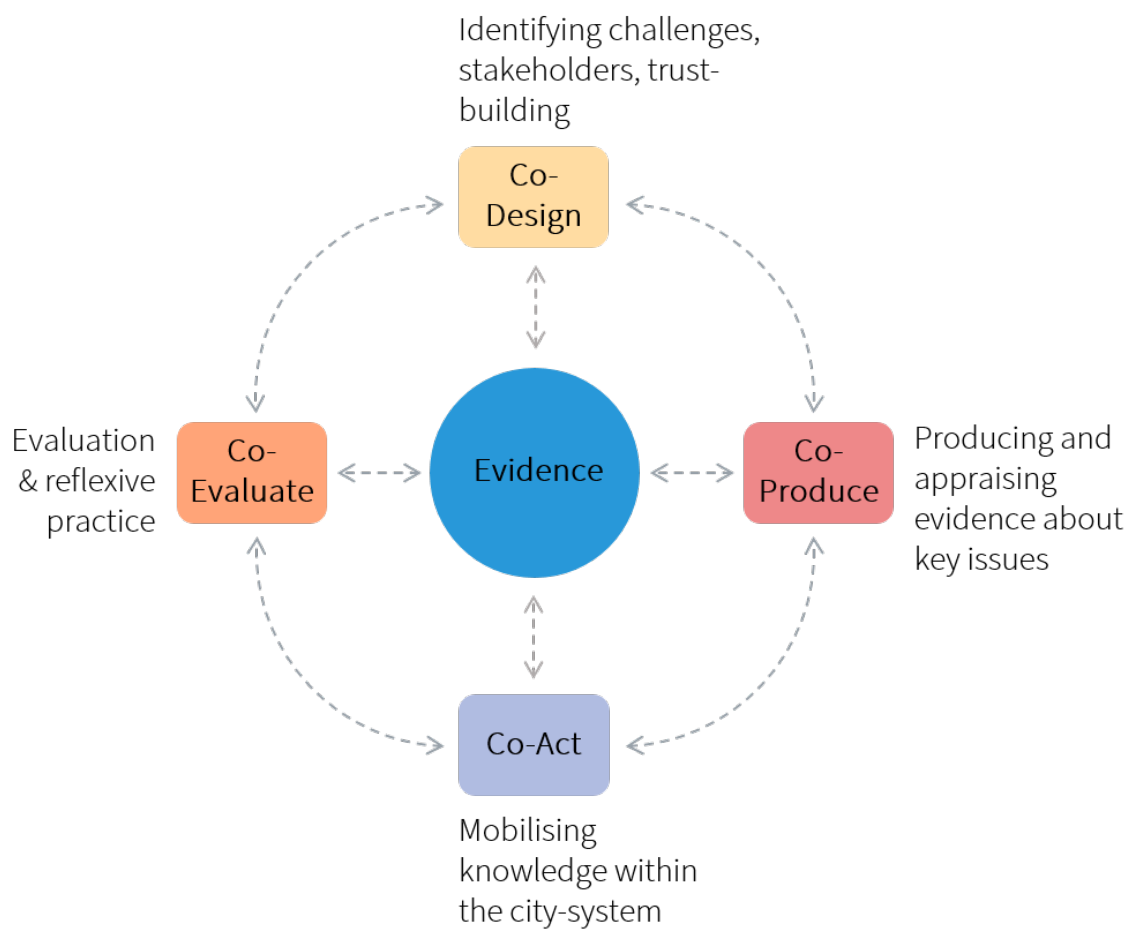 Identifying challenges,
stakeholders, trust-
building
Co-
Design
Evaluation
& reflexive
practice
Co-
Evaluate
Evidence
Co-
Produce
Producing and
appraising
evidence about
key issues
Co-Act
Mobilising
knowledge within
the city-system